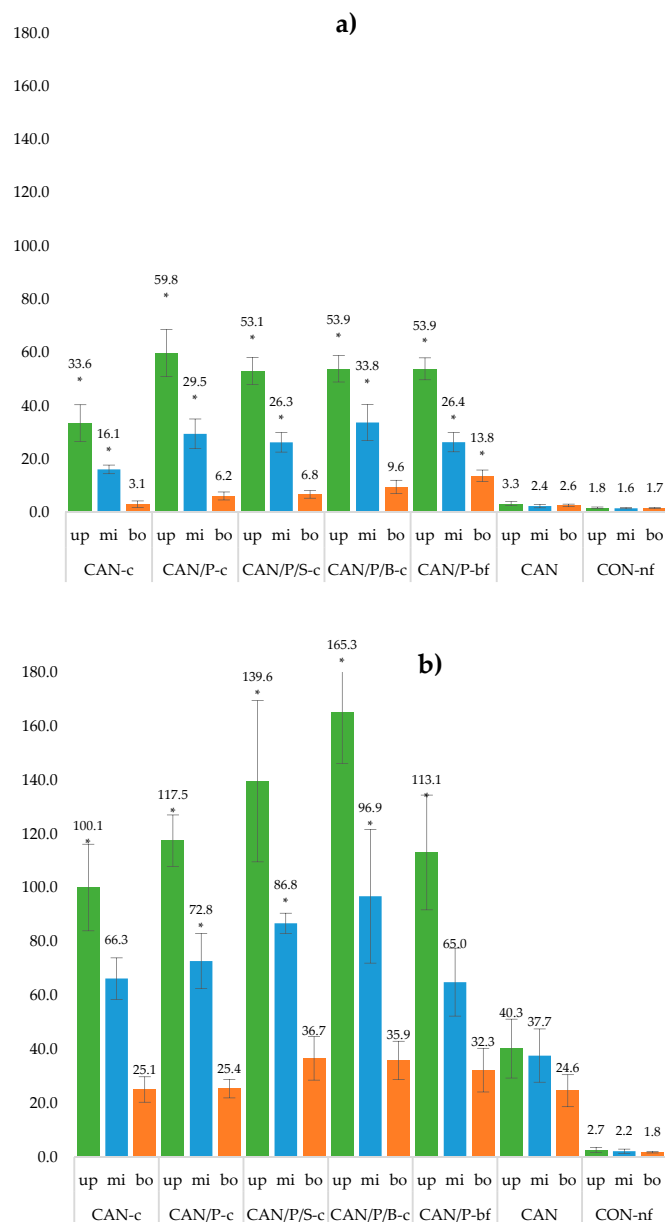 a)
180.0
160.0
140.0
120.0
100.0
80.0
60.0
40.0
20.0
0.0
33.6 * 16.1 * 3.1
59.8 * 29.5 * 6.2
53.1 * 26.3 * 6.8
53.9 * 33.8 * 9.6
53.9 * 26.4 * 13.8 *
3.3 2.4 2.6
1.8 1.6 1.7
up mi bo up mi bo up mi bo up mi bo up mi bo up mi bo up mi bo
CAN-c CAN/P-c CAN/P/S-c CAN/P/B-c CAN/P-bf CAN CON-nf
b)
180.0
160.0
140.0
120.0
100.0
80.0
60.0
40.0
20.0
0.0
100.1 * 66.3 25.1
117.5 * 72.8 * 25.4
139.6 * 86.8 * 36.7
165.3 * 96.9 * 35.9
113.1 * 65.0 32.3
40.3 37.7 24.6
2.7 2.2 1.8
up mi bo up mi bo up mi bo up mi bo up mi bo up mi bo up mi bo
CAN-c CAN/P-c CAN/P/S-c CAN/P/B-c CAN/P-bf CAN CON-nf